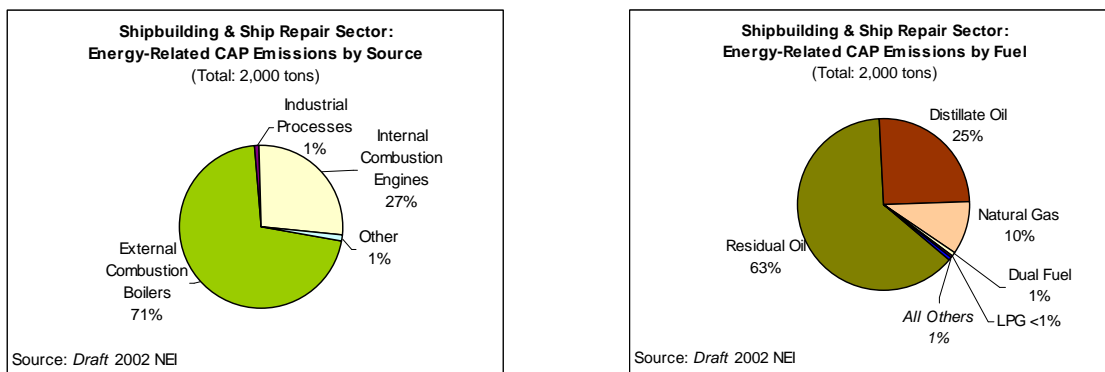 Shipbuilding & Ship Repair Sector:
Energy-Related CAP Emissions by Source
(Total: 2,000 tons)
Industrial
Processes
1%
Internal
Combustion
Engines
27%
Other
1%
External
Combustion
Boilers
71%
Source: Draft 2002 NEI
Shipbuilding & Ship Repair Sector:
Energy-Related CAP Emissions by Fuel
(Total: 2,000 tons)
Distillate Oil
25%
Natural Gas
10%
Dual Fuel
1%
LPG <1%
All Others
1%
Residual Oil
63%
Source: Draft 2002 NEI